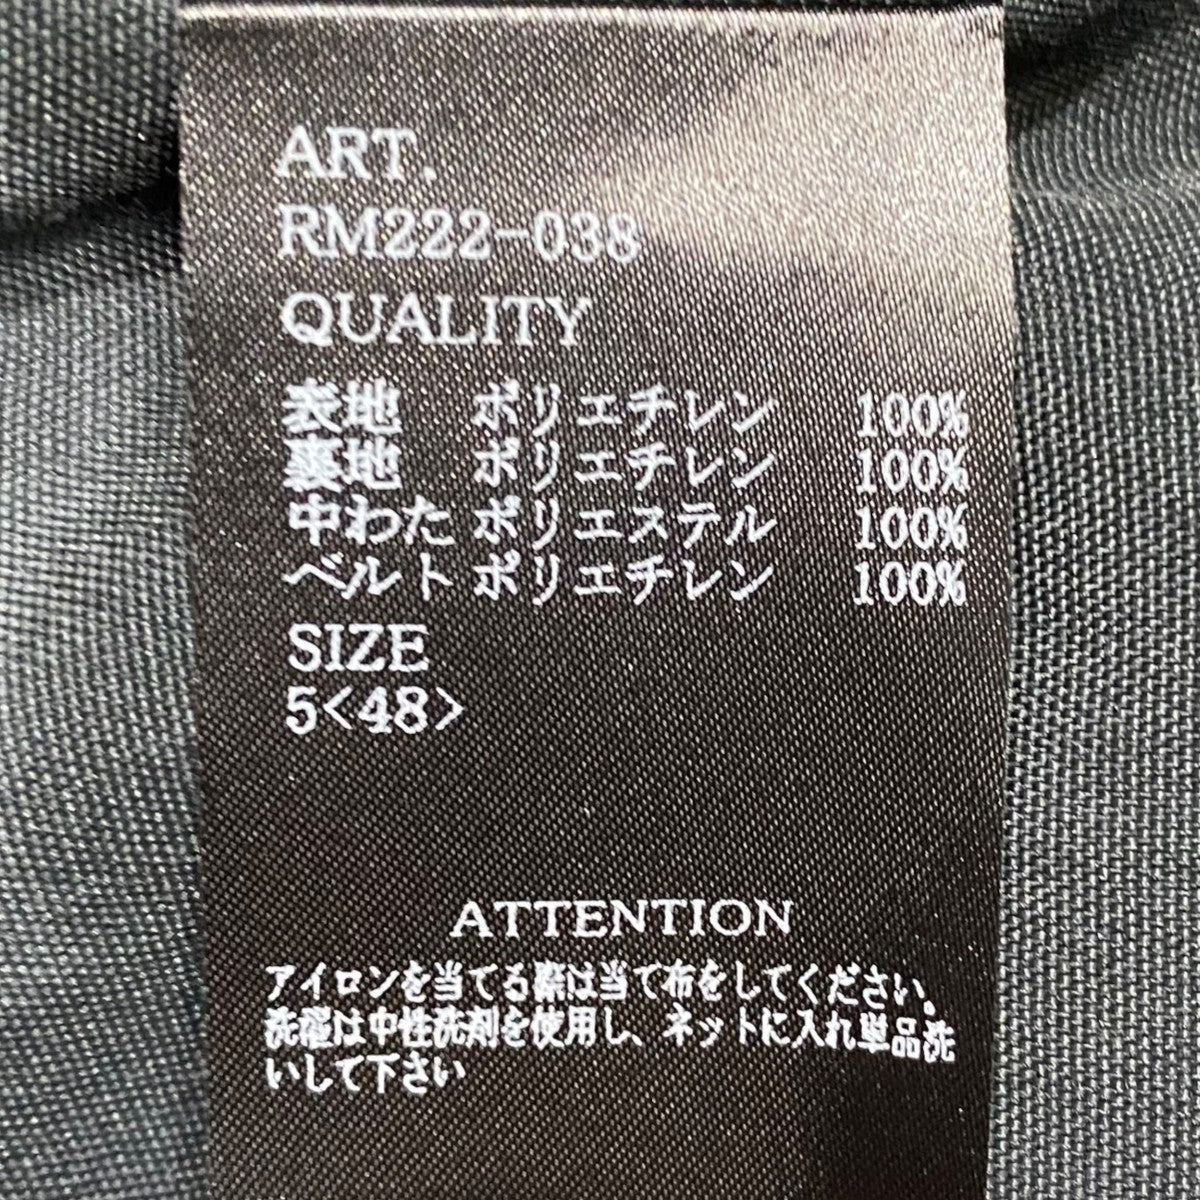 ART.
RM222-038
QUALITY
表地 ポリエチレン 100%
裏地 ポリエチレン 100%
中わた ポリエステル 100%
ベルト ポリエチレン 100%
SIZE
5<48>
ATTENTION
アイロンを当てる際は当て布をしてください。
洗濯は中性洗剤を使用し、ネットに入れ単品洗
いして下さい